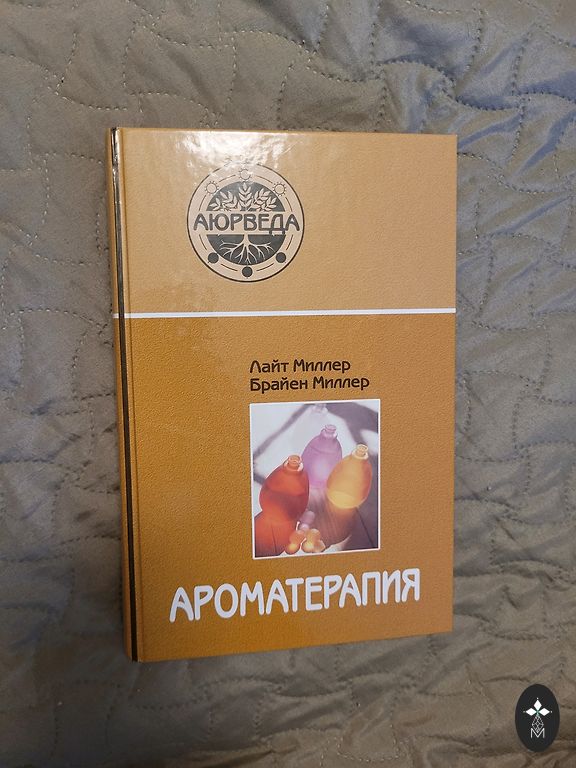 АЮРВЕДА
Лайт Миллер
Брайен Миллер
АРОМАТЕРАПИЯ
M